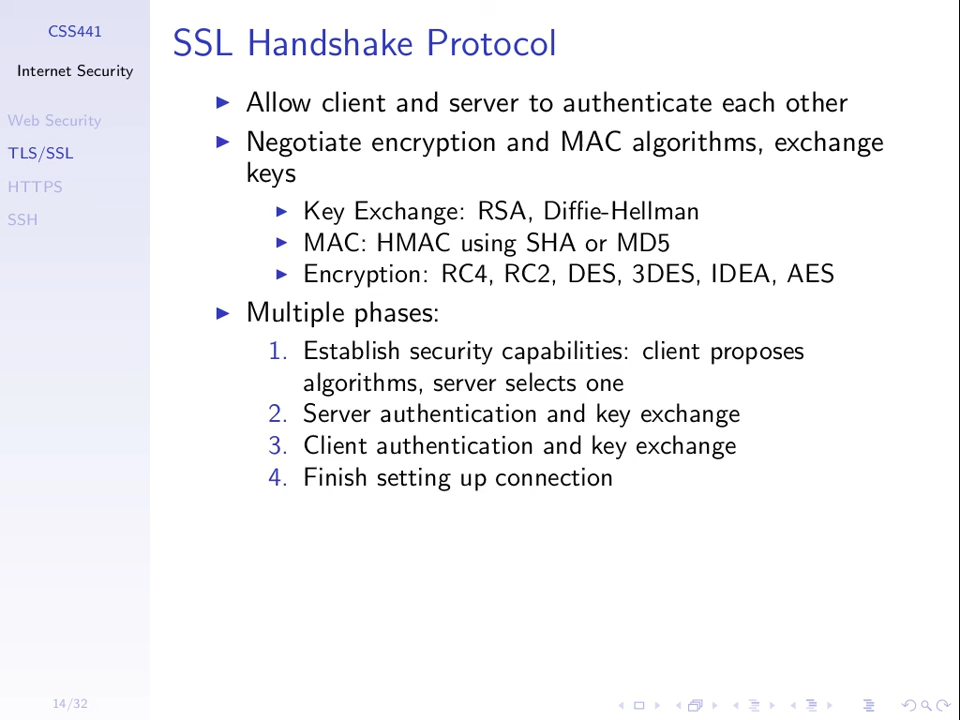 CSS441
Internet Security
Web Security
TLS/SSL
HTTPS
SSH
SSL Handshake Protocol
Allow client and server to authenticate each other
Negotiate encryption and MAC algorithms, exchange
keys
Key Exchange: RSA, Diffie-Hellman
MAC: HMAC using SHA or MD5
Encryption: RC4, RC2, DES, 3DES, IDEA, AES
Multiple phases:
1. Establish security capabilities: client proposes
algorithms, server selects one
2. Server authentication and key exchange
3. Client authentication and key exchange
4. Finish setting up connection
14/32